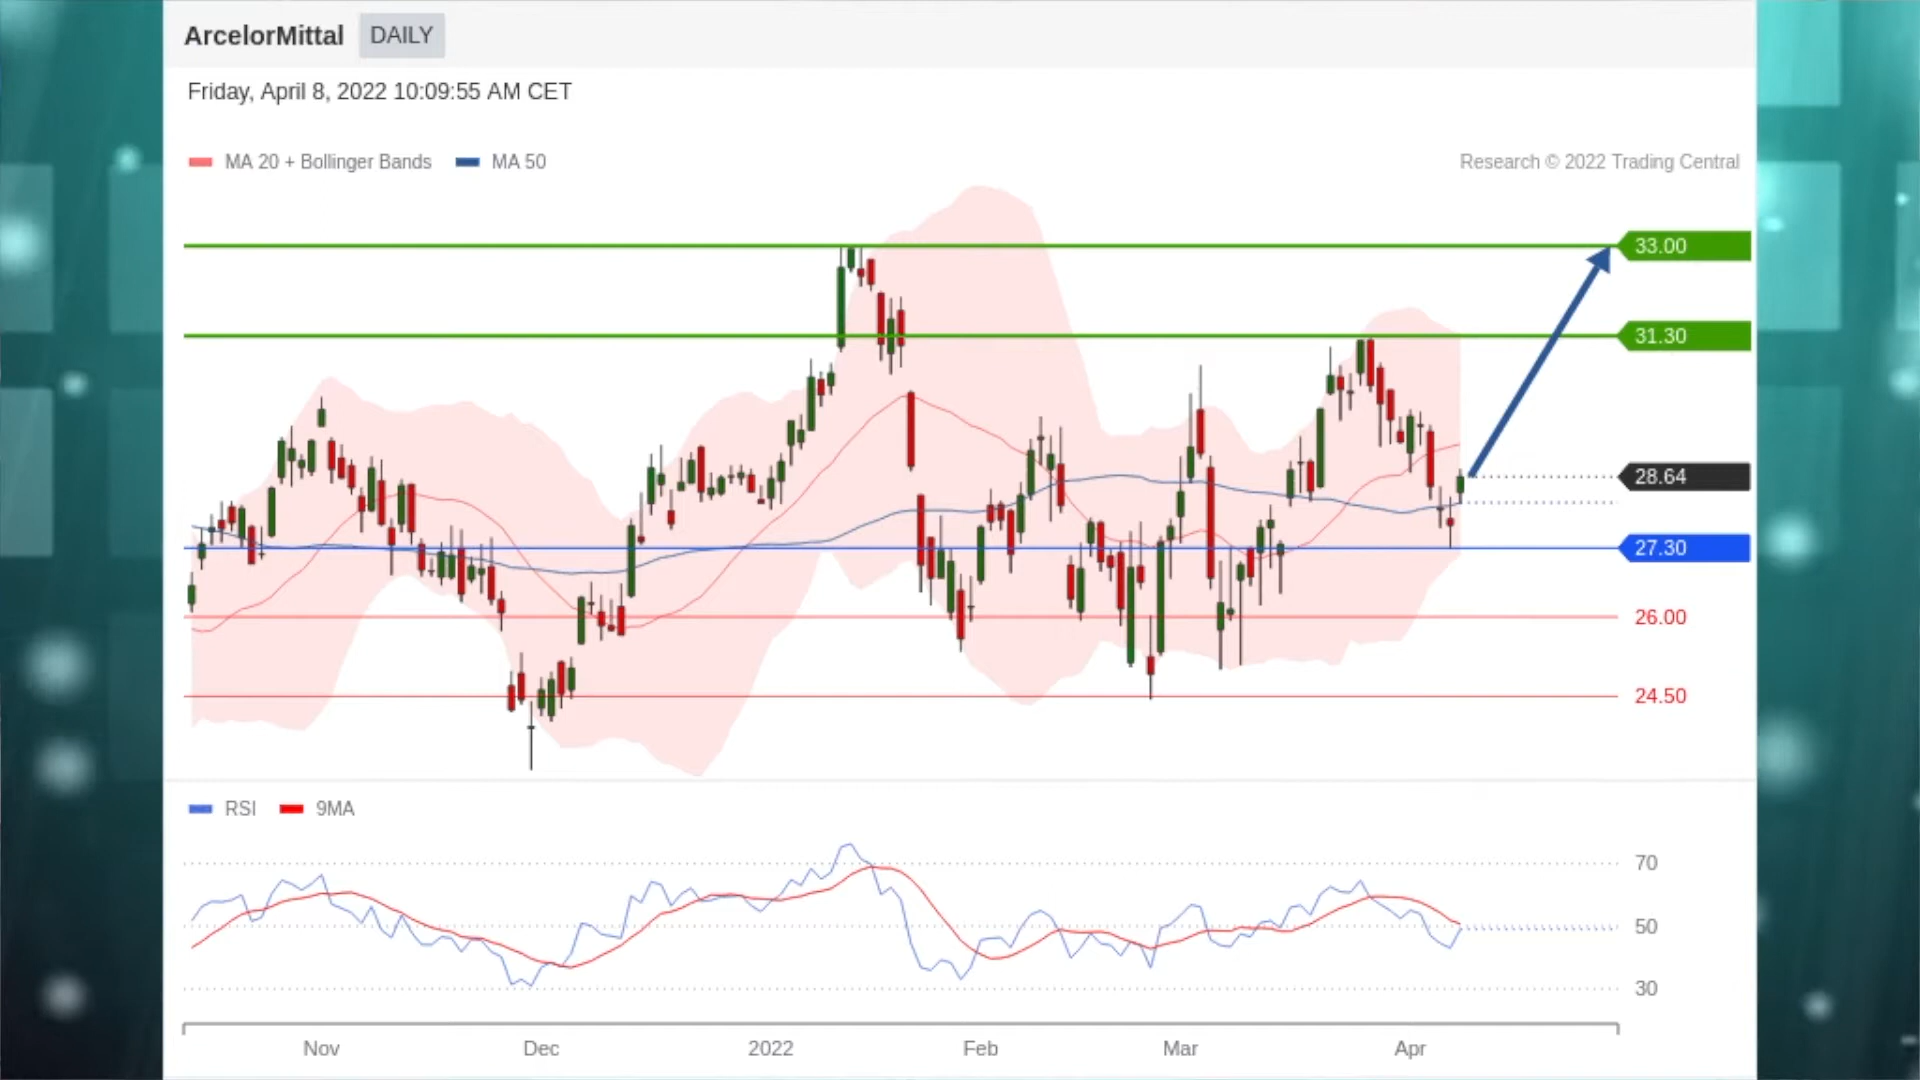 ArcelorMittal DAILY
Friday, April 8, 2022 10:09:55 AM CET
MA 20 + Bollinger Bands MA 50 Research © 2022 Trading Central
33.00
31.30
28.64
27.30
26.00
24.50
RSI 9MA
70
50
30
Nov Dec 2022 Feb Mar Apr